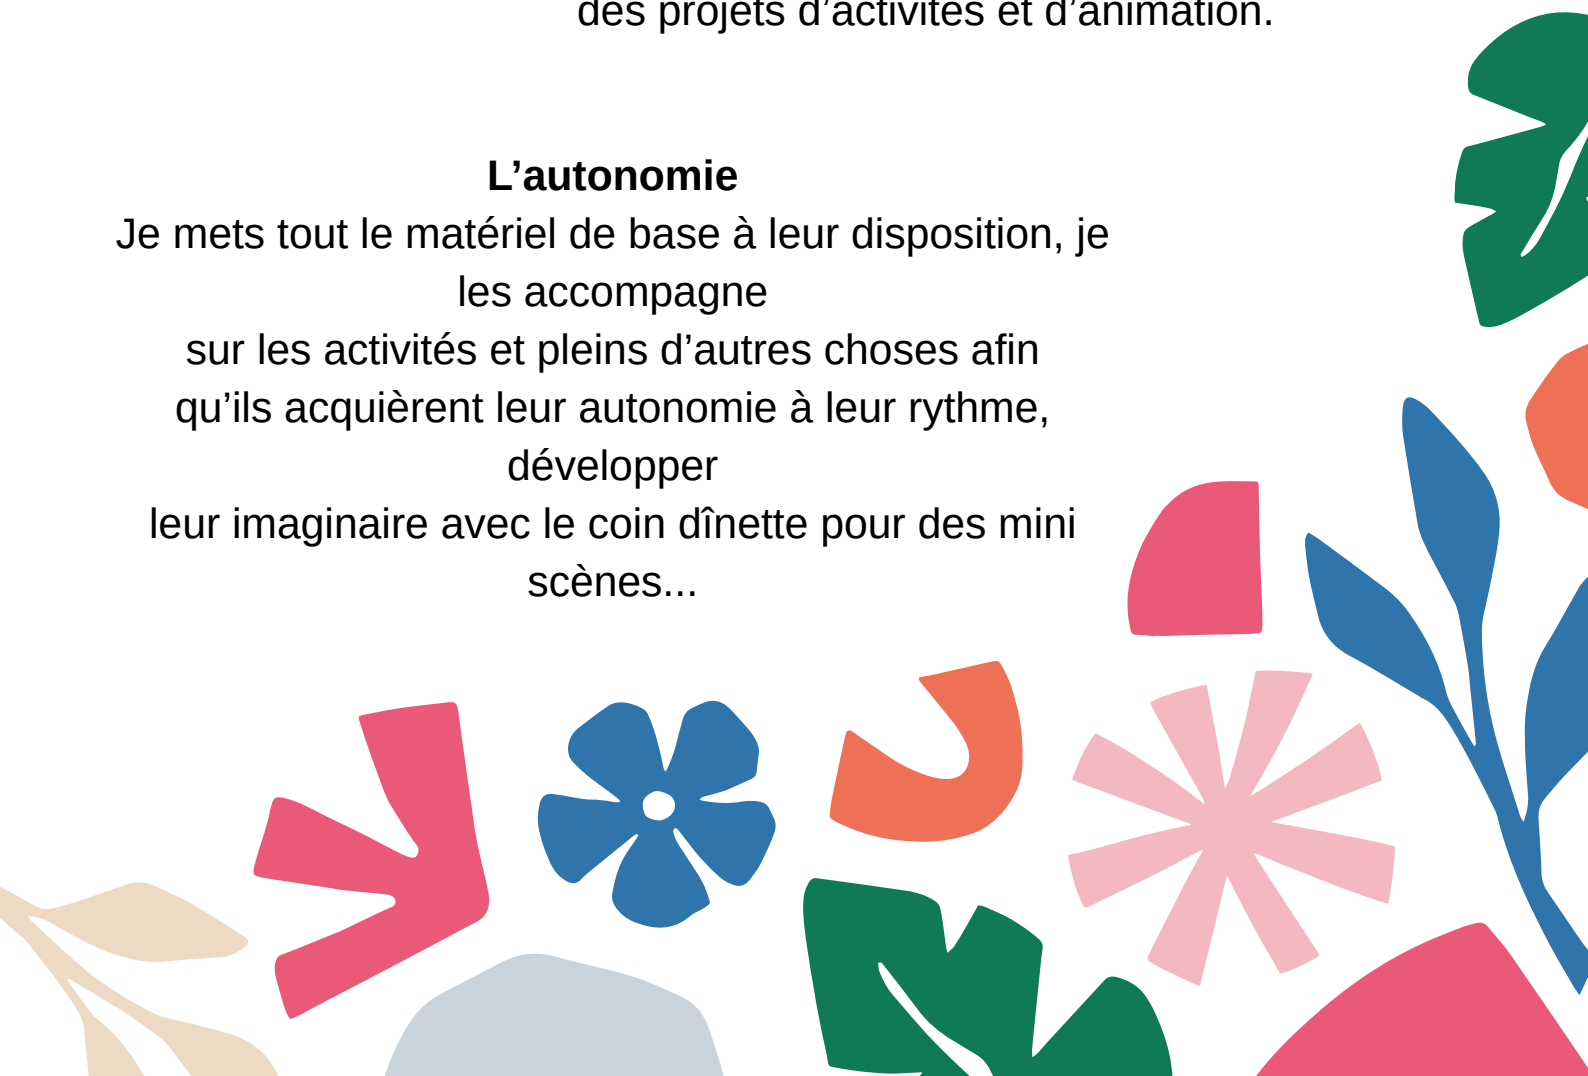 des projets d’activités et d’animation.
L’autonomie
Je mets tout le matériel de base à leur disposition, je
les accompagne
sur les activités et pleins d’autres choses afin
qu’ils acquièrent leur autonomie à leur rythme,
développer
leur imaginaire avec le coin dînette pour des mini
scènes...